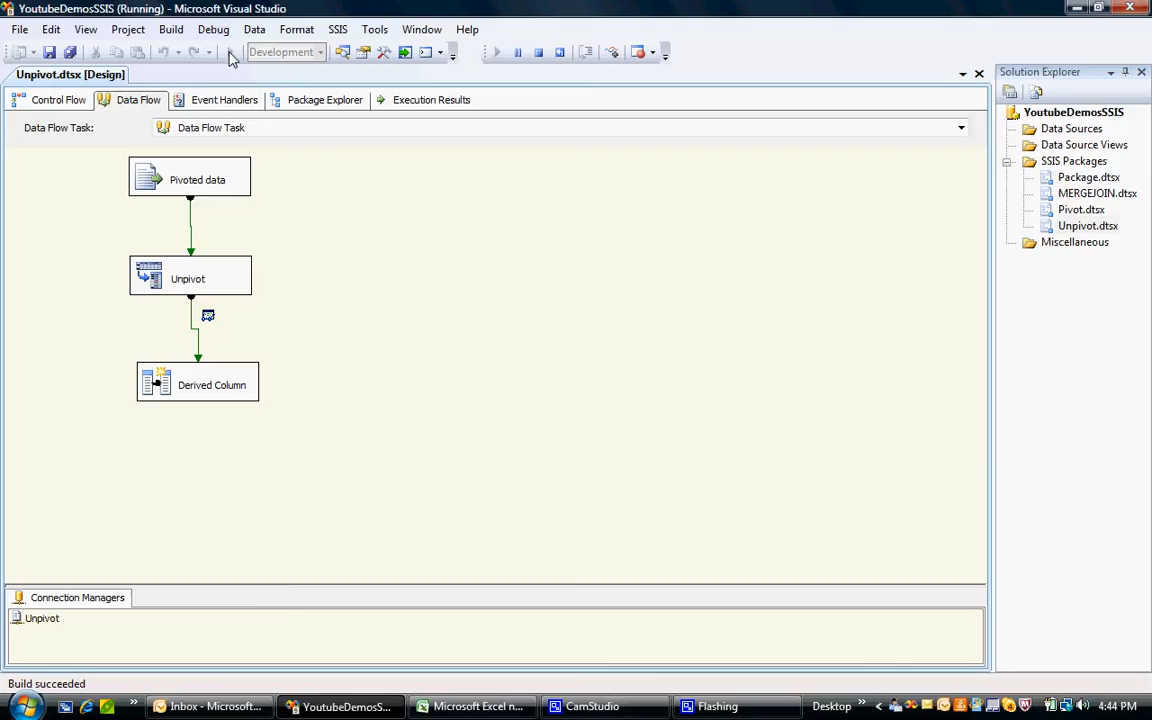 YoutubeDemosSSIS (Running) - Microsoft Visual Studio
File Edit View Project Build Debug Data Format SSIS Tools Window Help
Development
Unpivot.dtsx [Design]
Solution Explorer
Control Flow Data Flow Event Handlers Package Explorer Execution Results
Data Flow Task: Data Flow Task
YoutubeDemosSSIS
Data Sources
Data Source Views
SSIS Packages
Package.dtsx
MERGEJOIN.dtsx
Pivot.dtsx
Unpivot.dtsx
Miscellaneous
Pivoted data
Unpivot
Derived Column
Connection Managers
Unpivot
Build succeeded
Inbox - Microsoft... YoutubeDemosS... Microsoft Excel n... CamStudio Flashing Desktop 4:44 PM